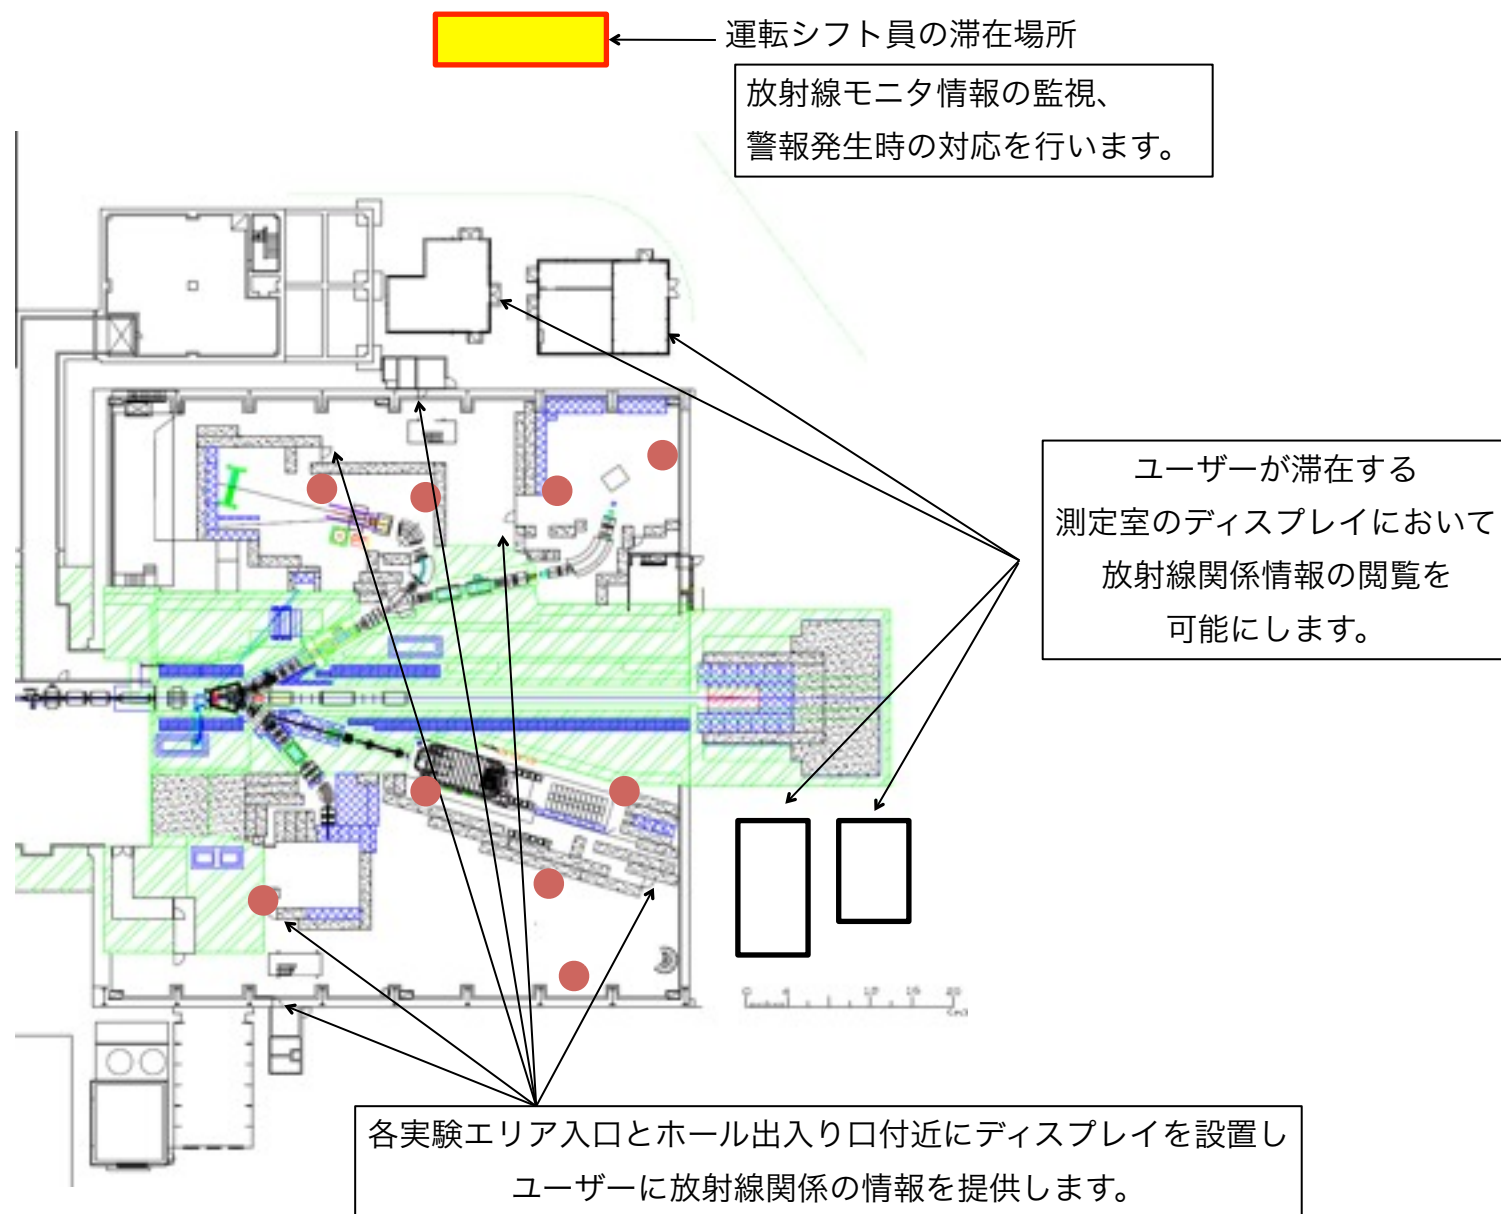 運転シフト員の滞在場所
放射線モニタ情報の監視、
警報発生時の対応を行います。
ユーザーが滞在する
測定室のディスプレイにおいて
放射線関係情報の閲覧を
可能にします。
各実験エリア入口とホール出入り口付近にディスプレイを設置し
ユーザーに放射線関係の情報を提供します。